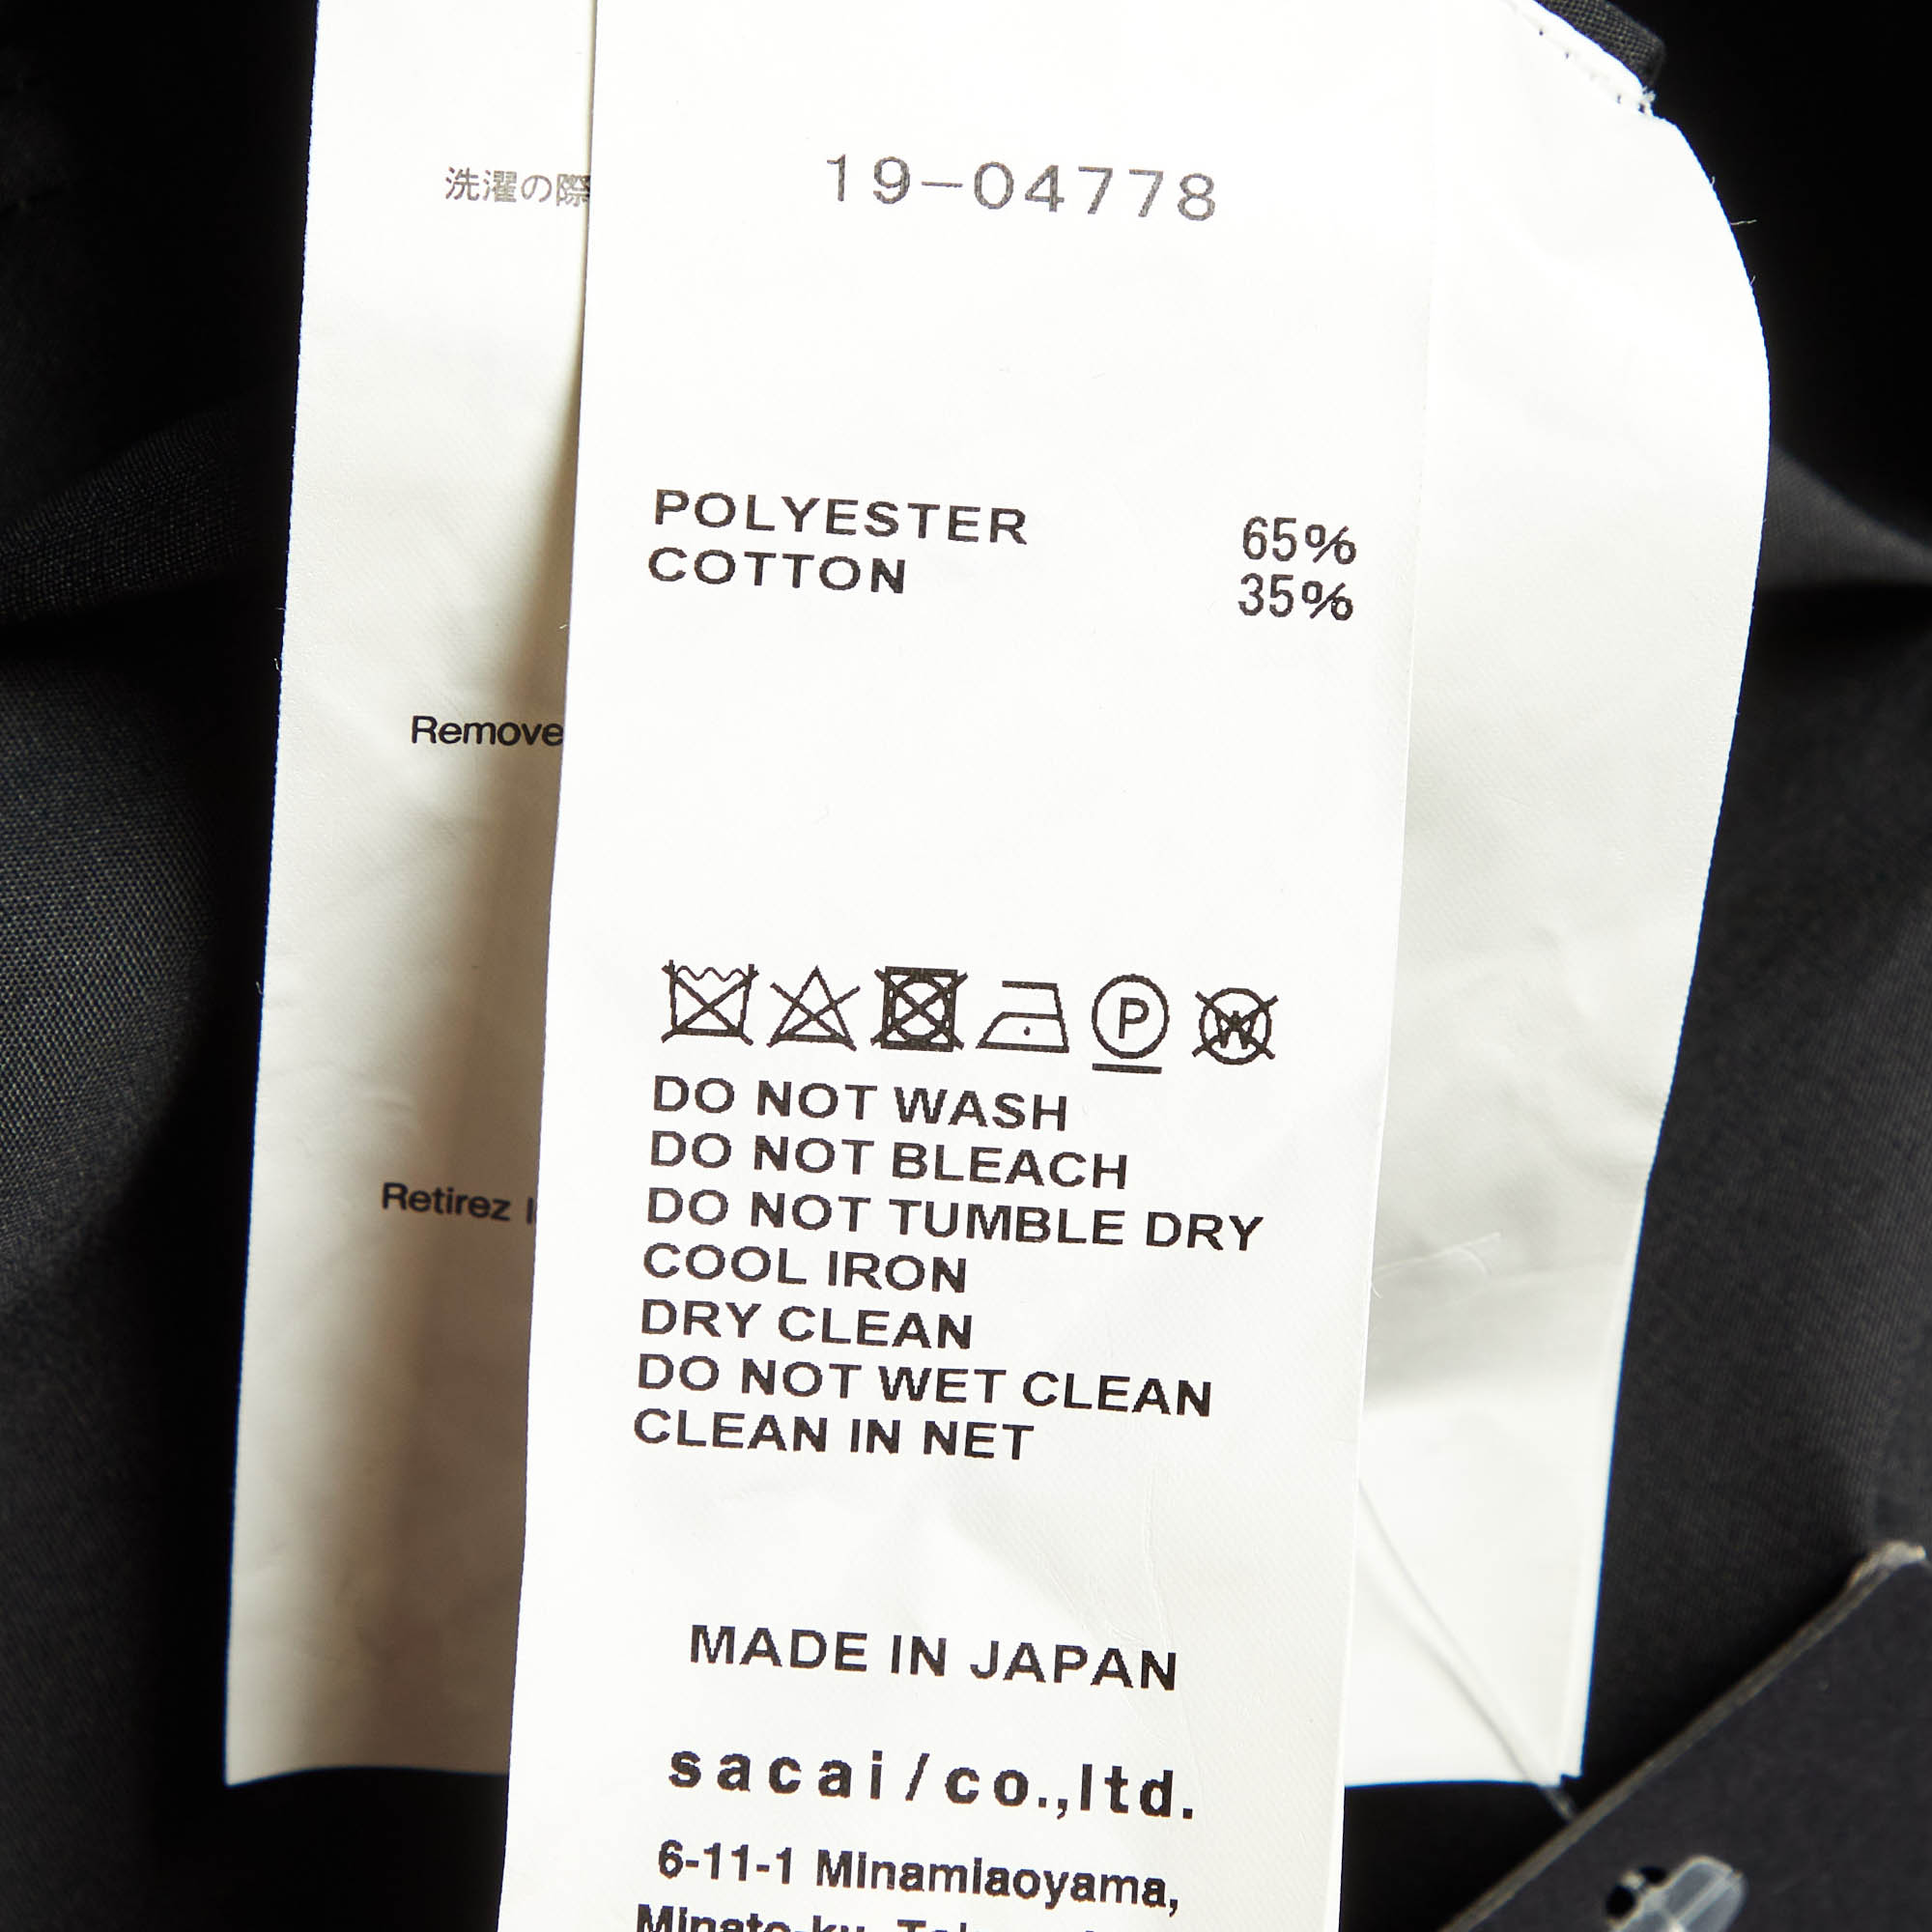 洗濯の際
19-04778
POLYESTER 65%
COTTON 35%
Remove
P
W
DO NOT WASH
DO NOT BLEACH
Retirez
DO NOT TUMBLE DRY
COOL IRON
DRY CLEAN
DO NOT WET CLEAN
CLEAN IN NET
MADE IN JAPAN
sacai/co.,ltd.
6-11-1 Minamiaoyama,